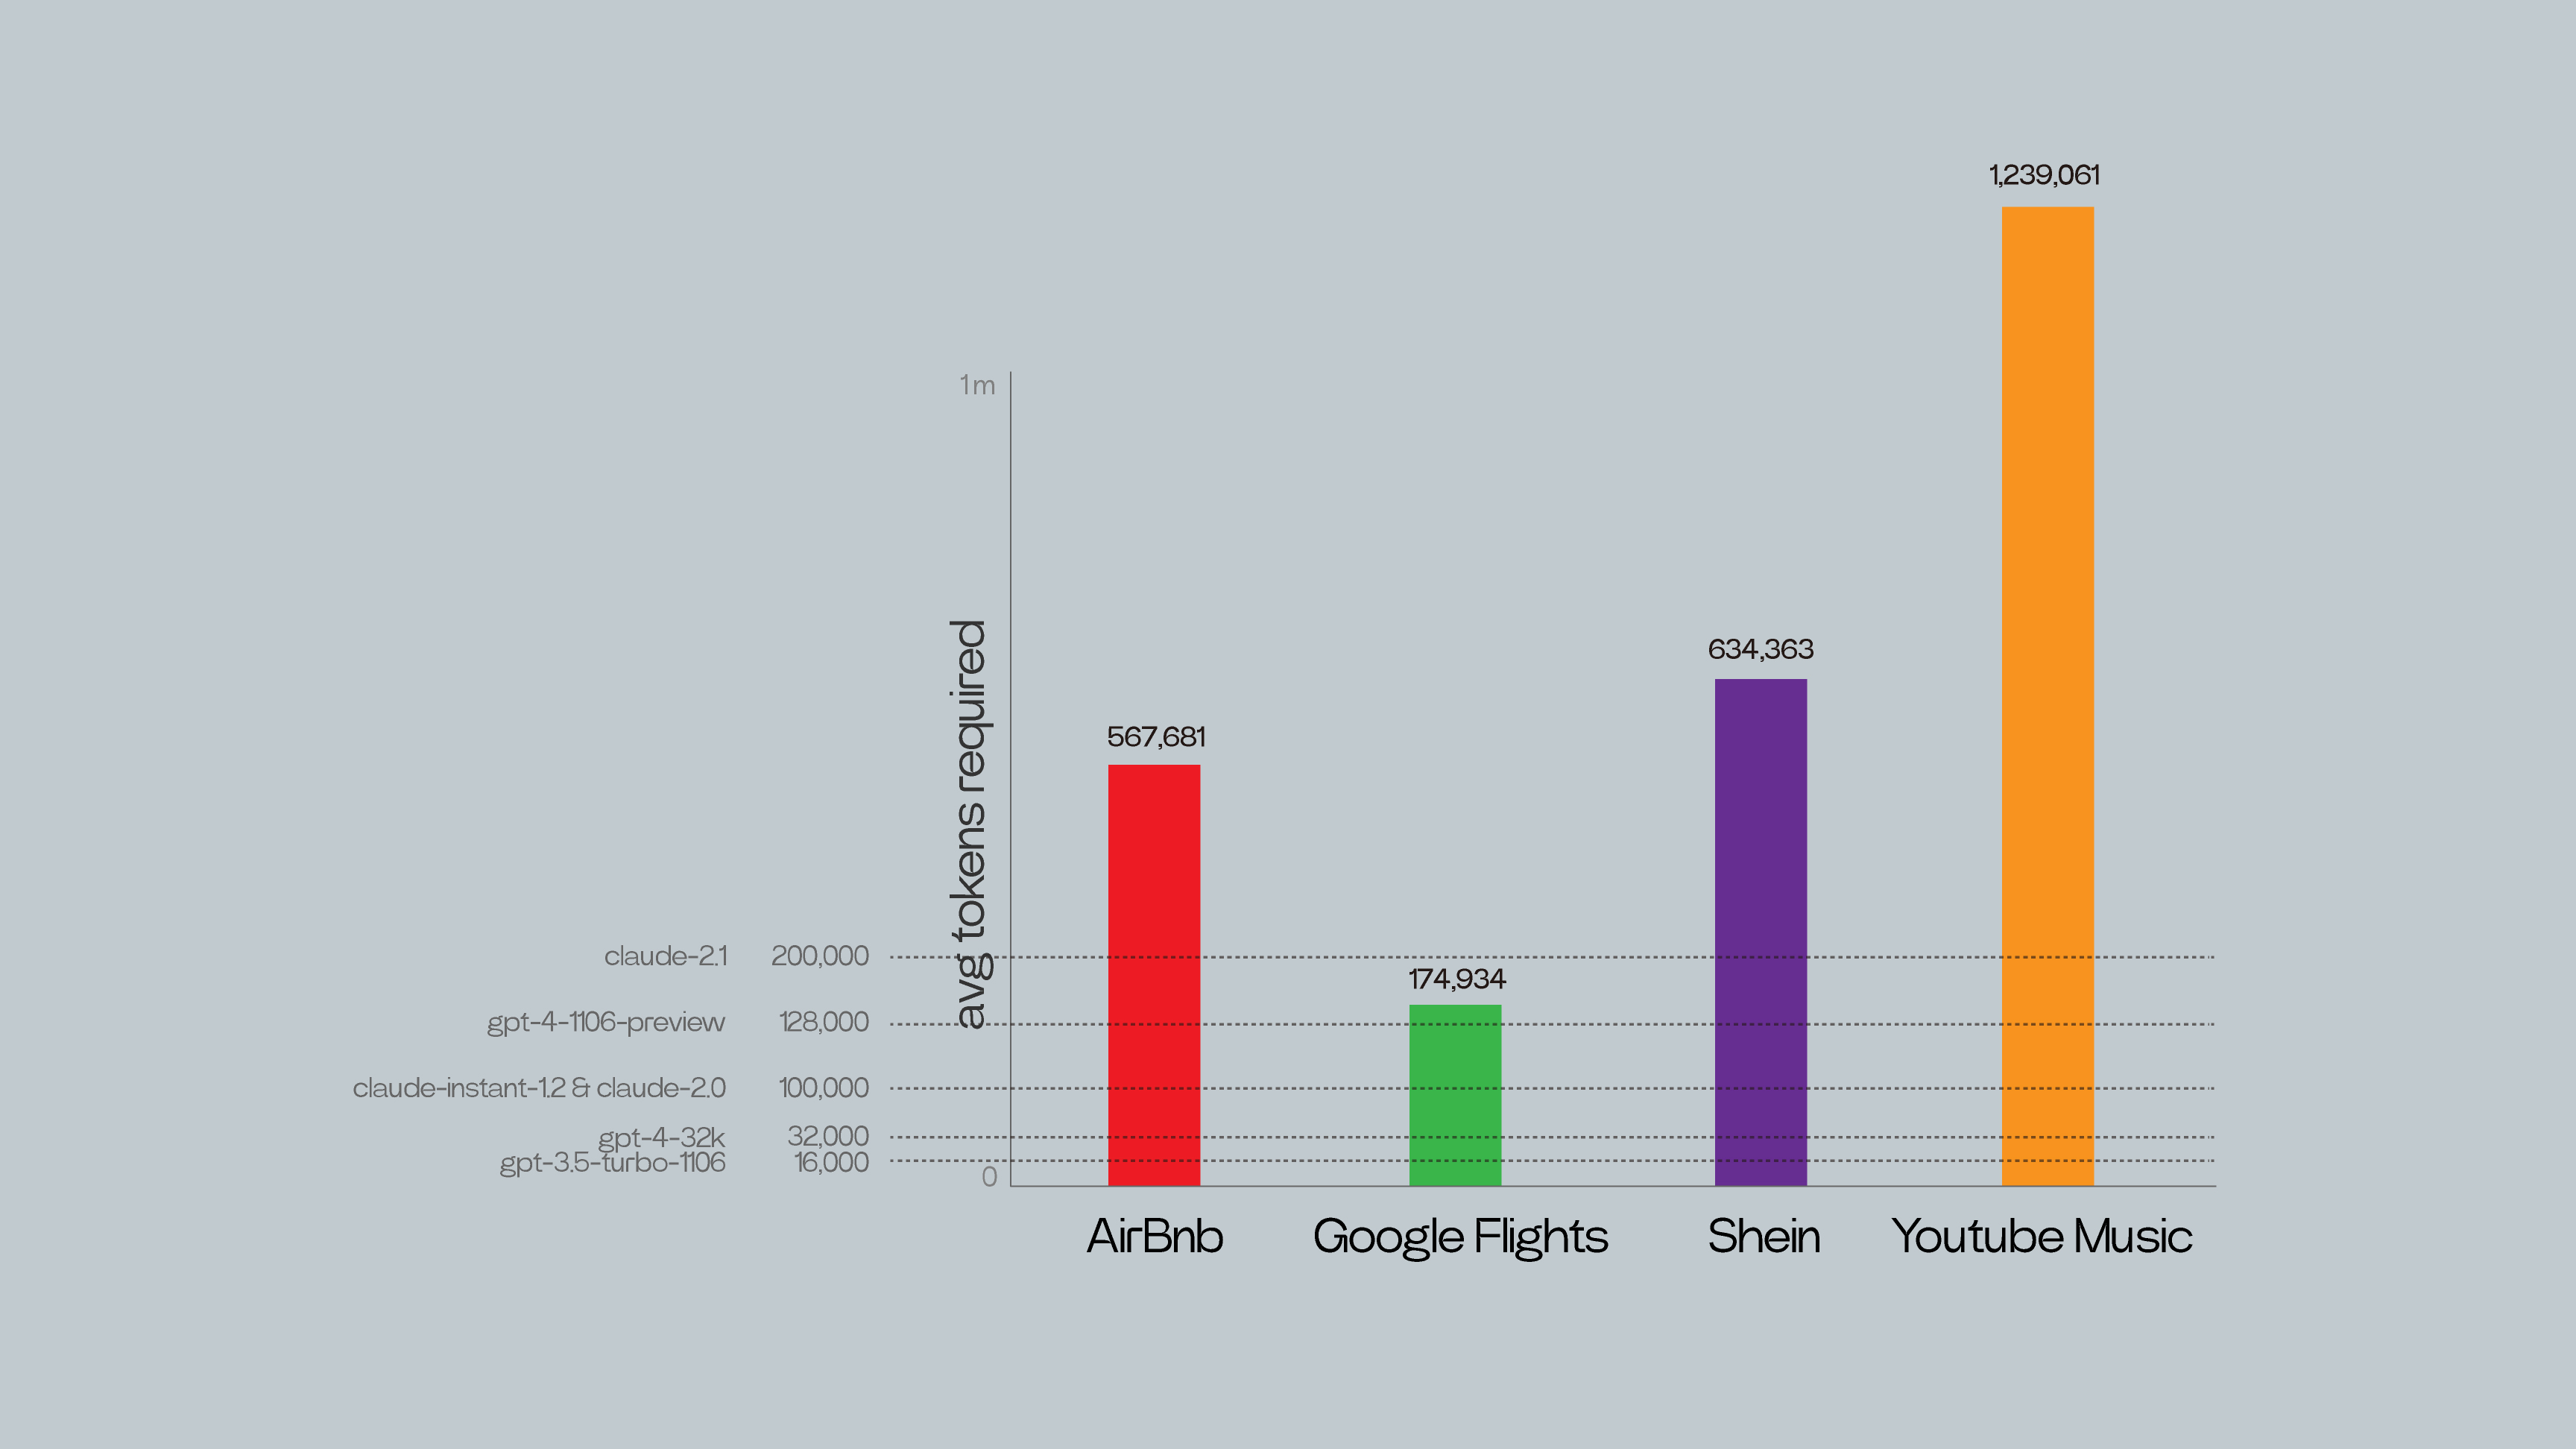 1,239,061
1m
634,363
567,681
avg tokens required
claude-2.1 200,000
174,934
gpt-4-1106-preview 128,000
claude-instant-1.2 & claude-2.0 100,000
gpt-4-32k 32,000
gpt-3.5-turbo-1106 16,000
0
AirBnb Google Flights Shein Youtube Music